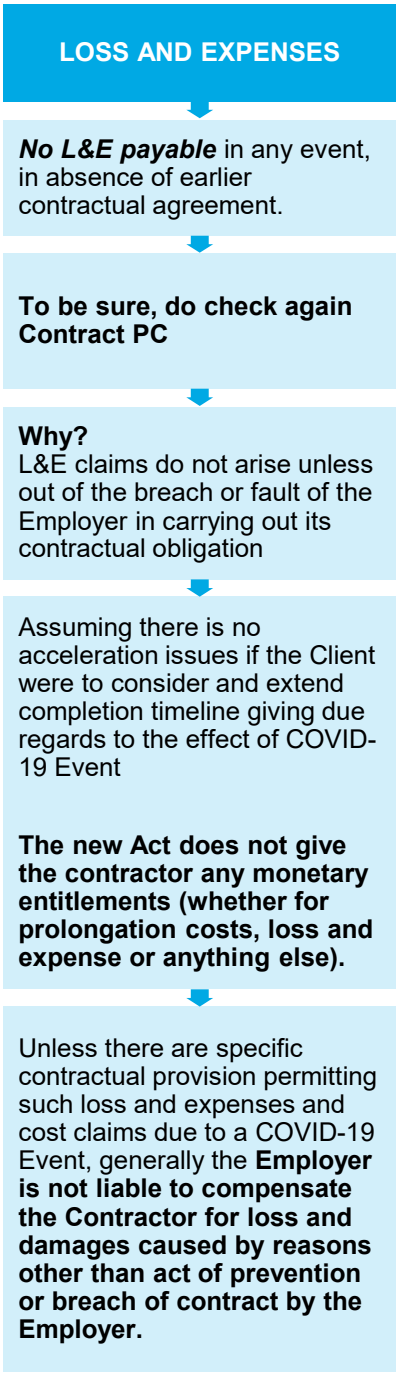 LOSS AND EXPENSES
No L&E payable in any event,
in absence of earlier
contractual agreement.
To be sure, do check again
Contract PC
Why?
L&E claims do not arise unless
out of the breach or fault of the
Employer in carrying out its
contractual obligation
Assuming there is no
acceleration issues if the Client
were to consider and extend
completion timeline giving due
regards to the effect of COVID-
19 Event
The new Act does not give
the contractor any monetary
entitlements (whether for
prolongation costs, loss and
expense or anything else).
Unless there are specific
contractual provision permitting
such loss and expenses and
cost claims due to a COVID-19
Event, generally the Employer
is not liable to compensate
the Contractor for loss and
damages caused by reasons
other than act of prevention
or breach of contract by the
Employer.